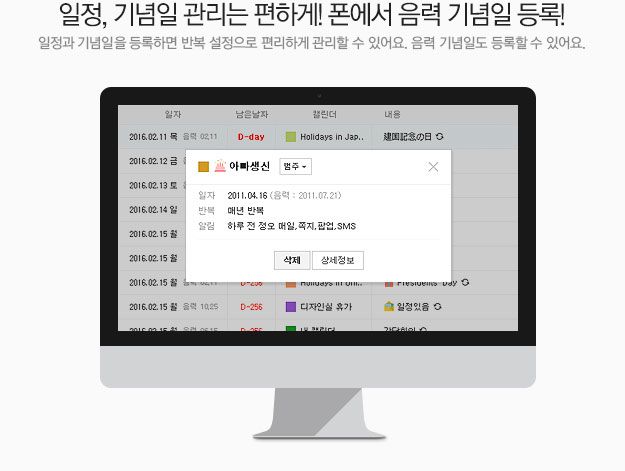 일정, 기념일 관리는 편하게! 폰에서 음력 기념일 등록!
일정과 기념일을 등록하면 반복 설정으로 편리하게 관리할 수 있어요. 음력 기념일도 등록할 수 있어요.
일자 남은날자 캘린더 내용
2016.02.11 목 음력 02.11 D-day Holidays in Jap.. 建国記念の日
2016.02.12 금
아빠생신 범주
2016.02.13 토
일자 2011.04.16 (음력 : 2011.07.21)
2016.02.14 일
반복 매년 반복
알림 하루 전 정오 메일,쪽지,팝업,SMS
2016.02.15 월
삭제 상세정보
2016.02.15 월
2016.02.15 월 D-256 Holidays in Uni.. Presidents' Day
2016.02.15 월 음력 10.25 D-256 디자인실 휴가 일정있음
2016.02.15 월 D-256 내 캘린더